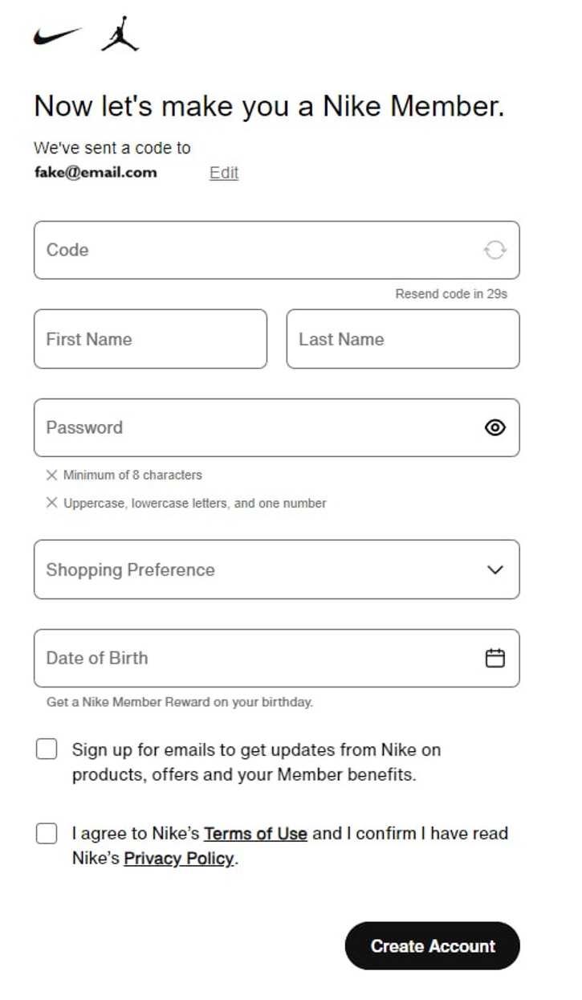 Now let's make you a Nike Member.
We've sent a code to
fake@email.com Edit
Code
Resend code in 29s
First Name Last Name
Password
Minimum of 8 characters
Uppercase, lowercase letters, and one number
Shopping Preference
Date of Birth
Get a Nike Member Reward on your birthday.
Sign up for emails to get updates from Nike on
products, offers and your Member benefits.
I agree to Nike’s Terms of Use and I confirm I have read
Nike’s Privacy Policy.
Create Account